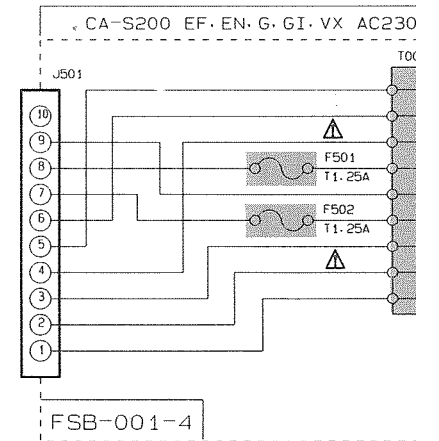 CA-S200 EF. EN. G. GI. VX AC230
TOO
J501
10
9
8
7
6
5
4
3
2
1
F501
T1.25A
F502
T1.25A
FSB-001-4